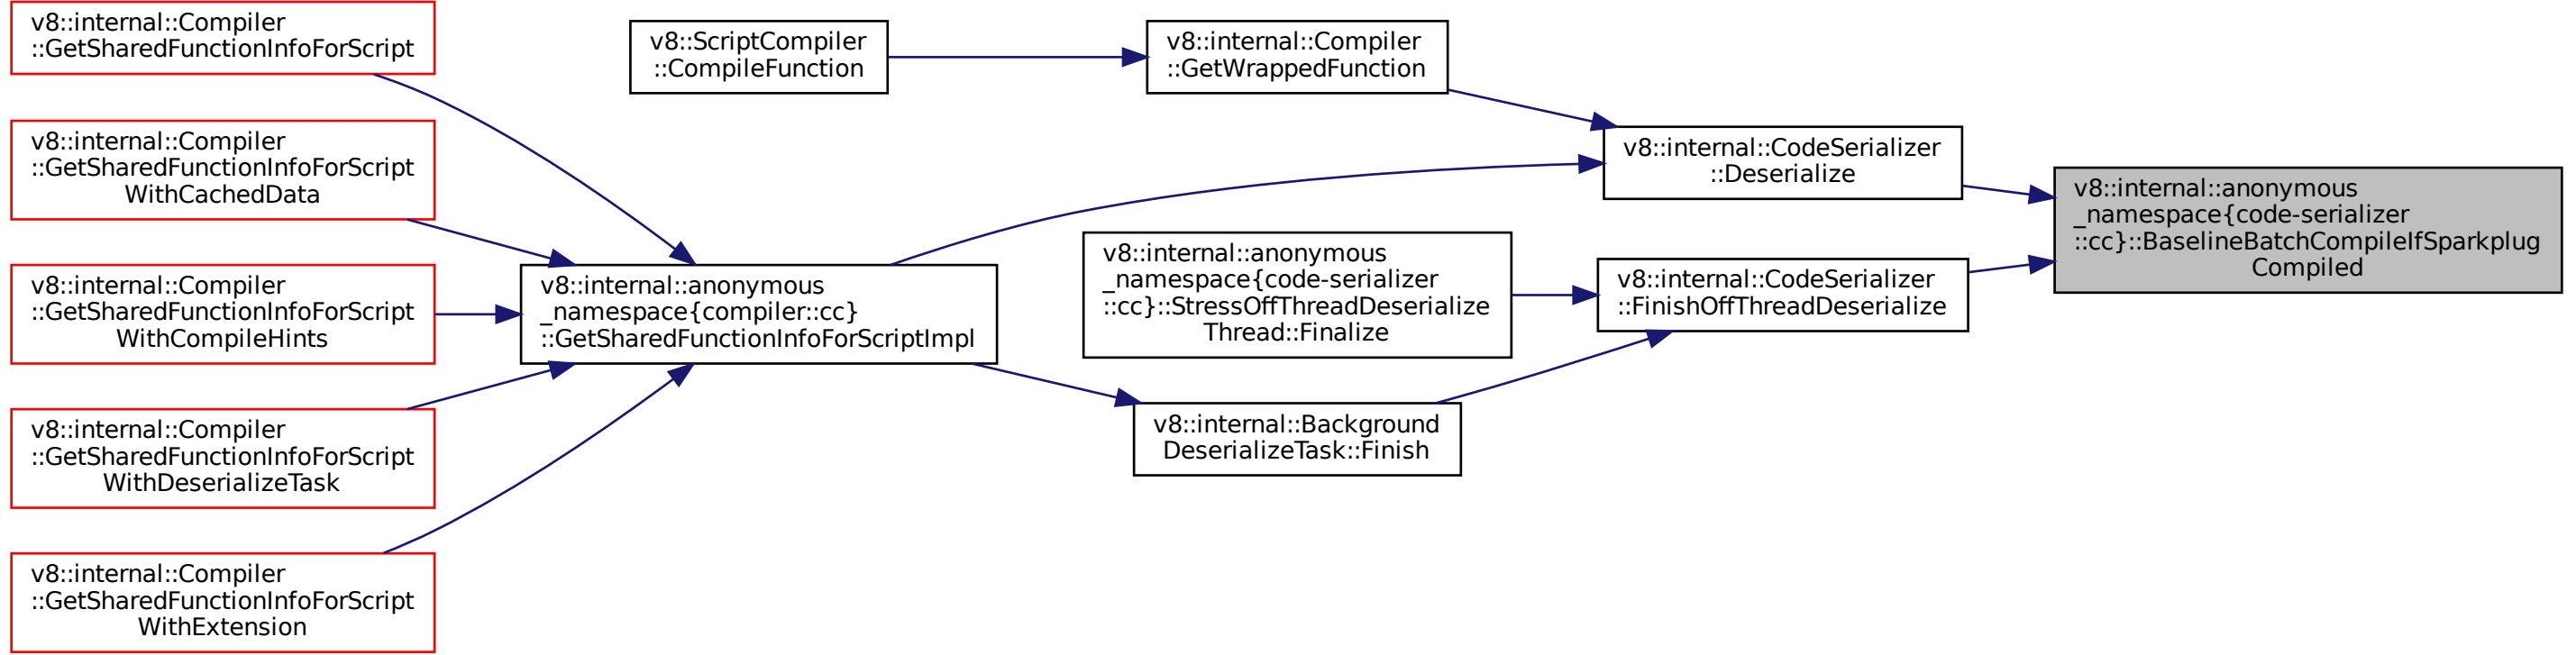 v8::internal::Compiler
::GetSharedFunctionInfoForScript
v8::internal::Compiler
::GetSharedFunctionInfoForScript
WithCachedData
v8::internal::Compiler
::GetSharedFunctionInfoForScript
WithCompileHints
v8::internal::Compiler
::GetSharedFunctionInfoForScript
WithDeserializeTask
v8::internal::Compiler
::GetSharedFunctionInfoForScript
WithExtension
v8::ScriptCompiler
::CompileFunction
v8::internal::anonymous
_namespace{compiler::cc}
::GetSharedFunctionInfoForScriptImpl
v8::internal::Compiler
::GetWrappedFunction
v8::internal::anonymous
_namespace{code-serializer
::cc}::StressOffThreadDeserialize
Thread::Finalize
v8::internal::Background
DeserializeTask::Finish
v8::internal::CodeSerializer
::Deserialize
v8::internal::CodeSerializer
::FinishOffThreadDeserialize
v8::internal::anonymous
_namespace{code-serializer
::cc}::BaselineBatchCompileIfSparkplug
Compiled